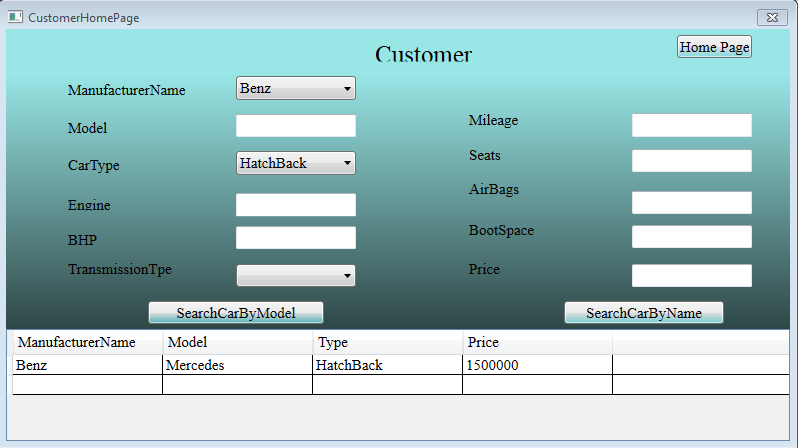 CustomerHomePage
Customer
Home Page
ManufacturerName Benz
Model
Mileage
CarType HatchBack
Seats
AirBags
Engine
BHP
BootSpace
TransmissionTpe
Price
SearchCarByModel SearchCarByName
ManufacturerName Model Type Price
Benz Mercedes HatchBack 1500000